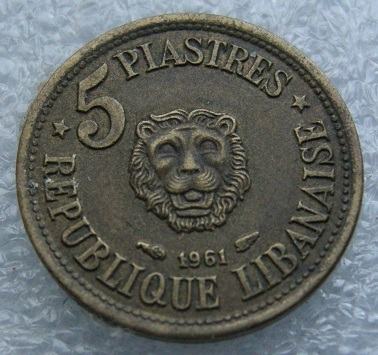 5 PIASTRES
1961
REPUBLIQUE LIBANAISE